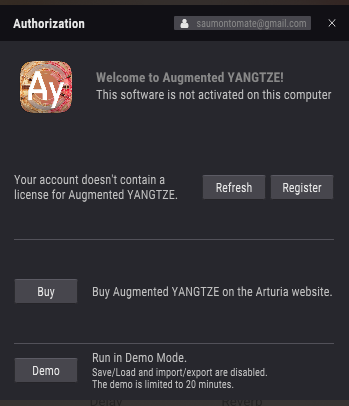 Authorization
saumontomate@gmail.com
Ay
Welcome to Augmented YANGTZE!
This software is not activated on this computer
Your account doesn't contain a
license for Augmented YANGTZE.
Refresh
Register
Buy
Buy Augmented YANGTZE on the Arturia website.
Demo
Run in Demo Mode.
Save/Load and import/export are disabled.
The demo is limited to 20 minutes.
Delay
Reverb